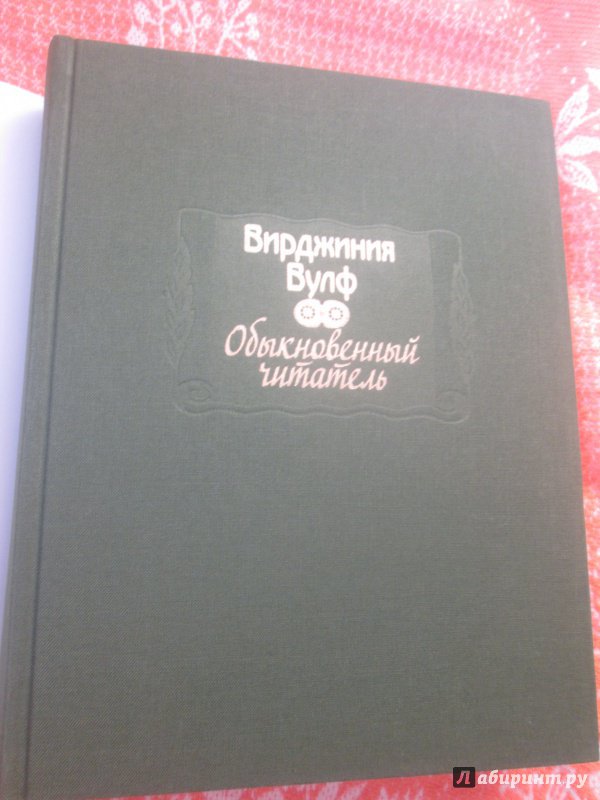 Вирджиния
Вулф
Обыкновенный
читатель
Лабиринт.ру